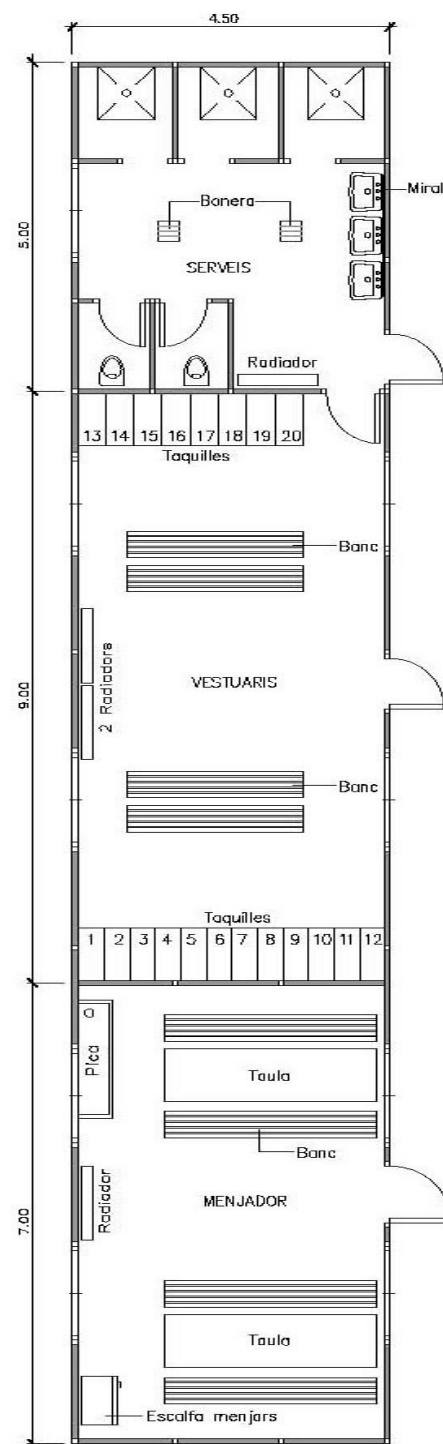 4.50
5.00
Miral
Banera
SERVEIS
Radiador
13 14 15 16 17 18 19 20
Taquilles
Banc
9.00
2 Radiadors
VESTUARIS
Banc
Taquilles
1 2 3 4 5 6 7 8 9 10 11 12
Pica
Taula
Banc
7.00
Radiador
MENJADOR
Taula
Escalfa menjars